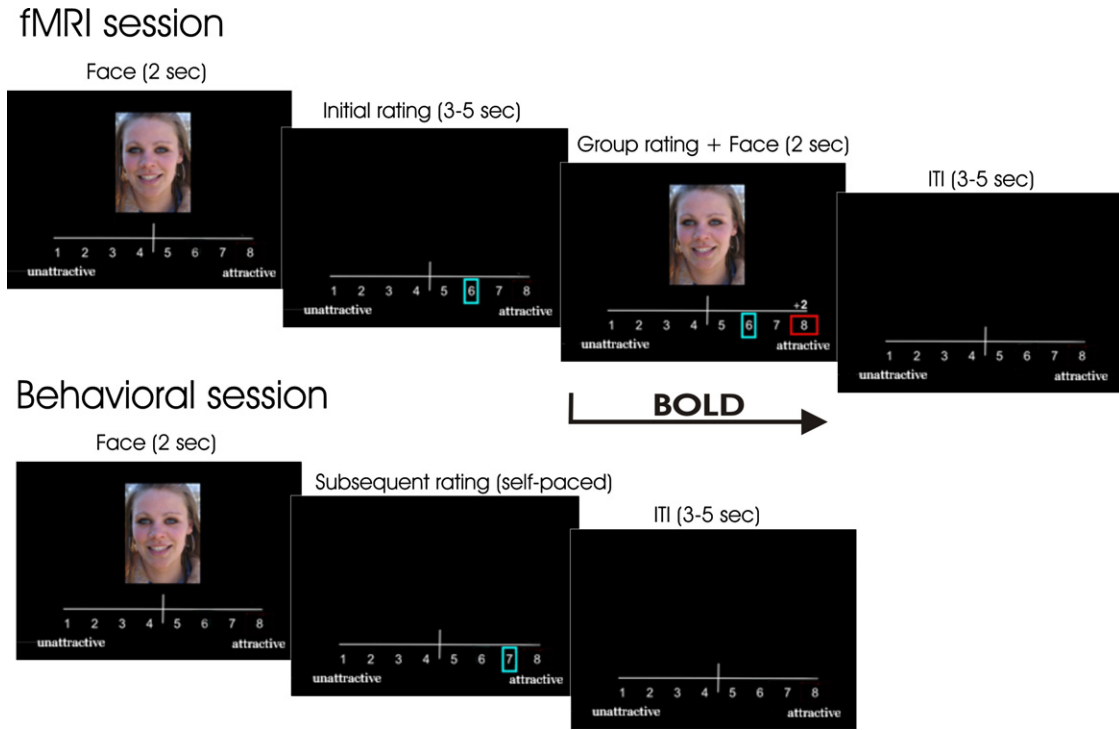 fMRI session
Face (2 sec)
1 2 3 4 5 6 7 8
unattractive attractive
Initial rating (3-5 sec)
1 2 3 4 5 6 7 8
unattractive attractive
Group rating + Face (2 sec)
+2
1 2 3 4 5 6 7 8
unattractive attractive
ITI (3-5 sec)
1 2 3 4 5 6 7 8
unattractive attractive
BOLD
Behavioral session
Face (2 sec)
1 2 3 4 5 6 7 8
unattractive attractive
Subsequent rating (self-paced)
1 2 3 4 5 6 7 8
unattractive attractive
ITI (3-5 sec)
1 2 3 4 5 6 7 8
unattractive attractive